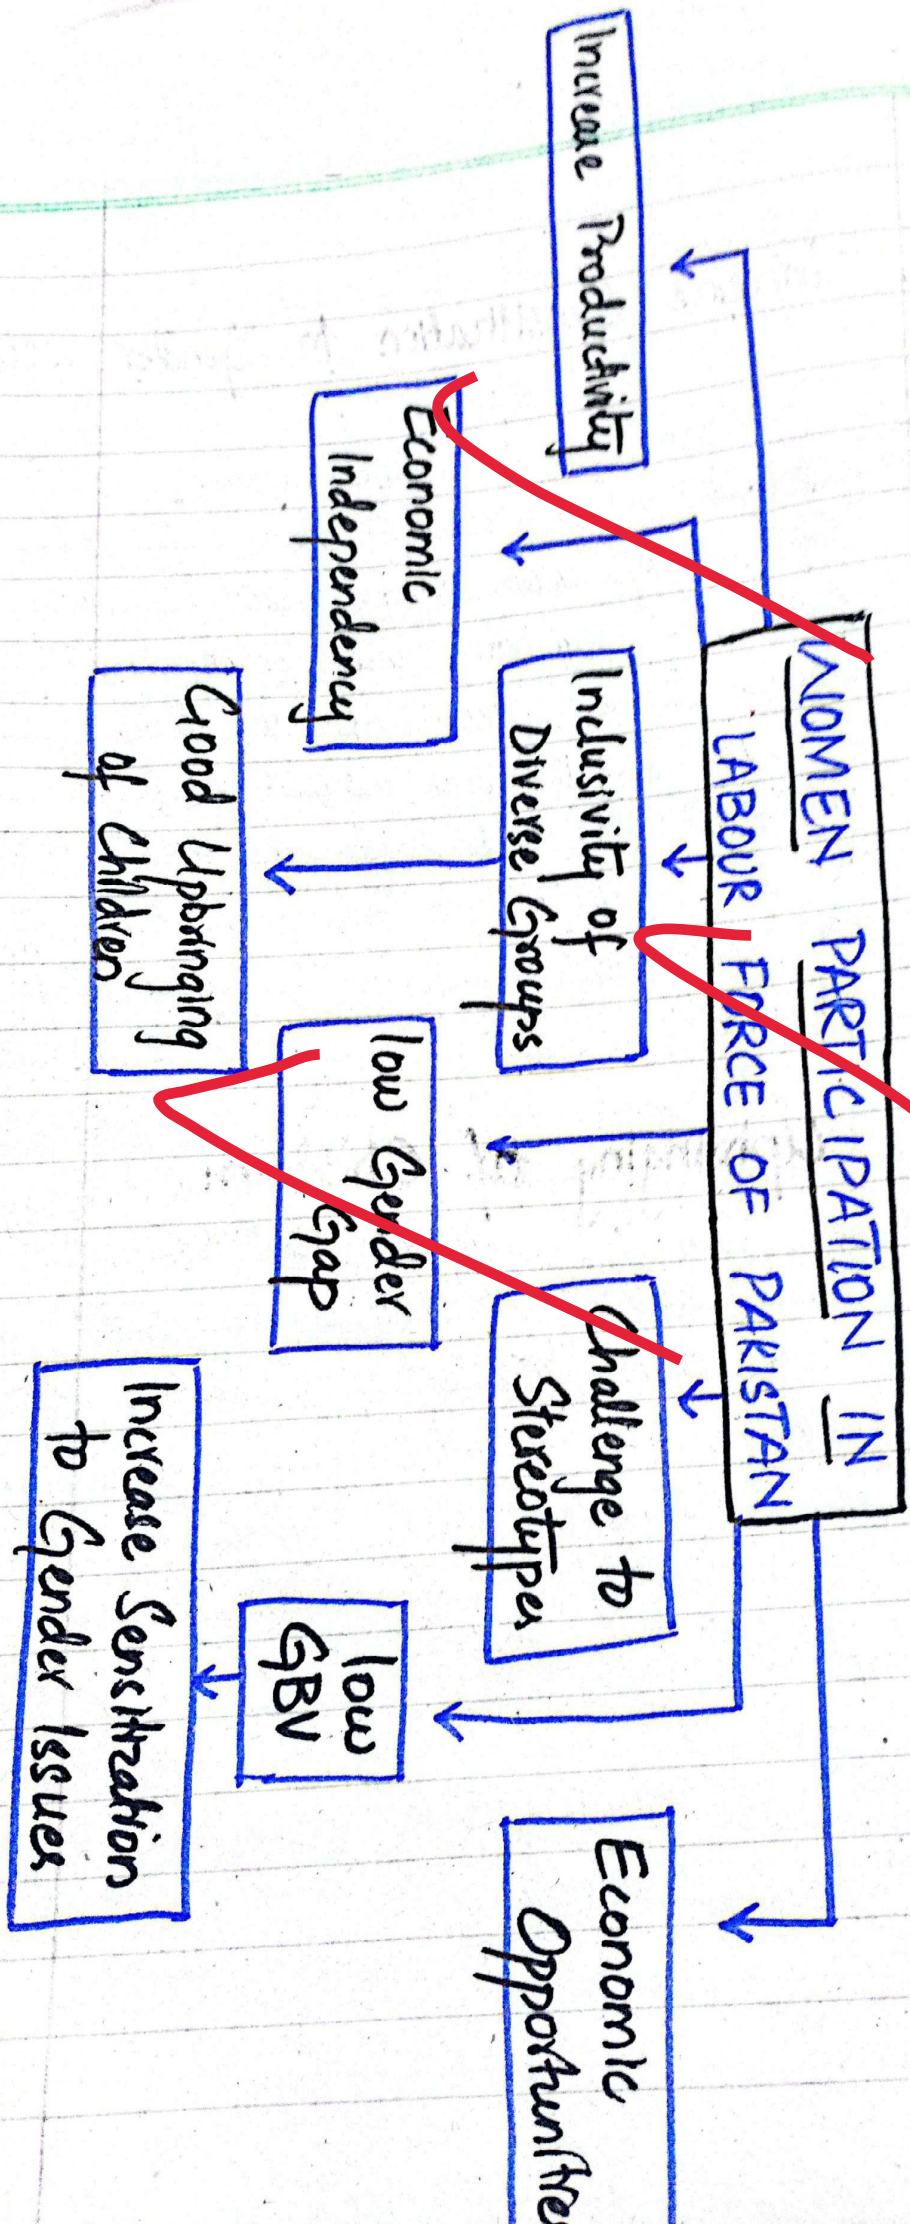 WOMEN PARTICIPATION IN
LABOUR FORCE OF PAKISTAN
Increase Productivity
Economic
Independency
Inclusivity of
Diverse Groups
Good Upbringing
of Children
low Gender
Gap
Challenge to
Stereotypes
low
GBV
Increase Sensitization
to Gender Issues
Economic
Opportunities